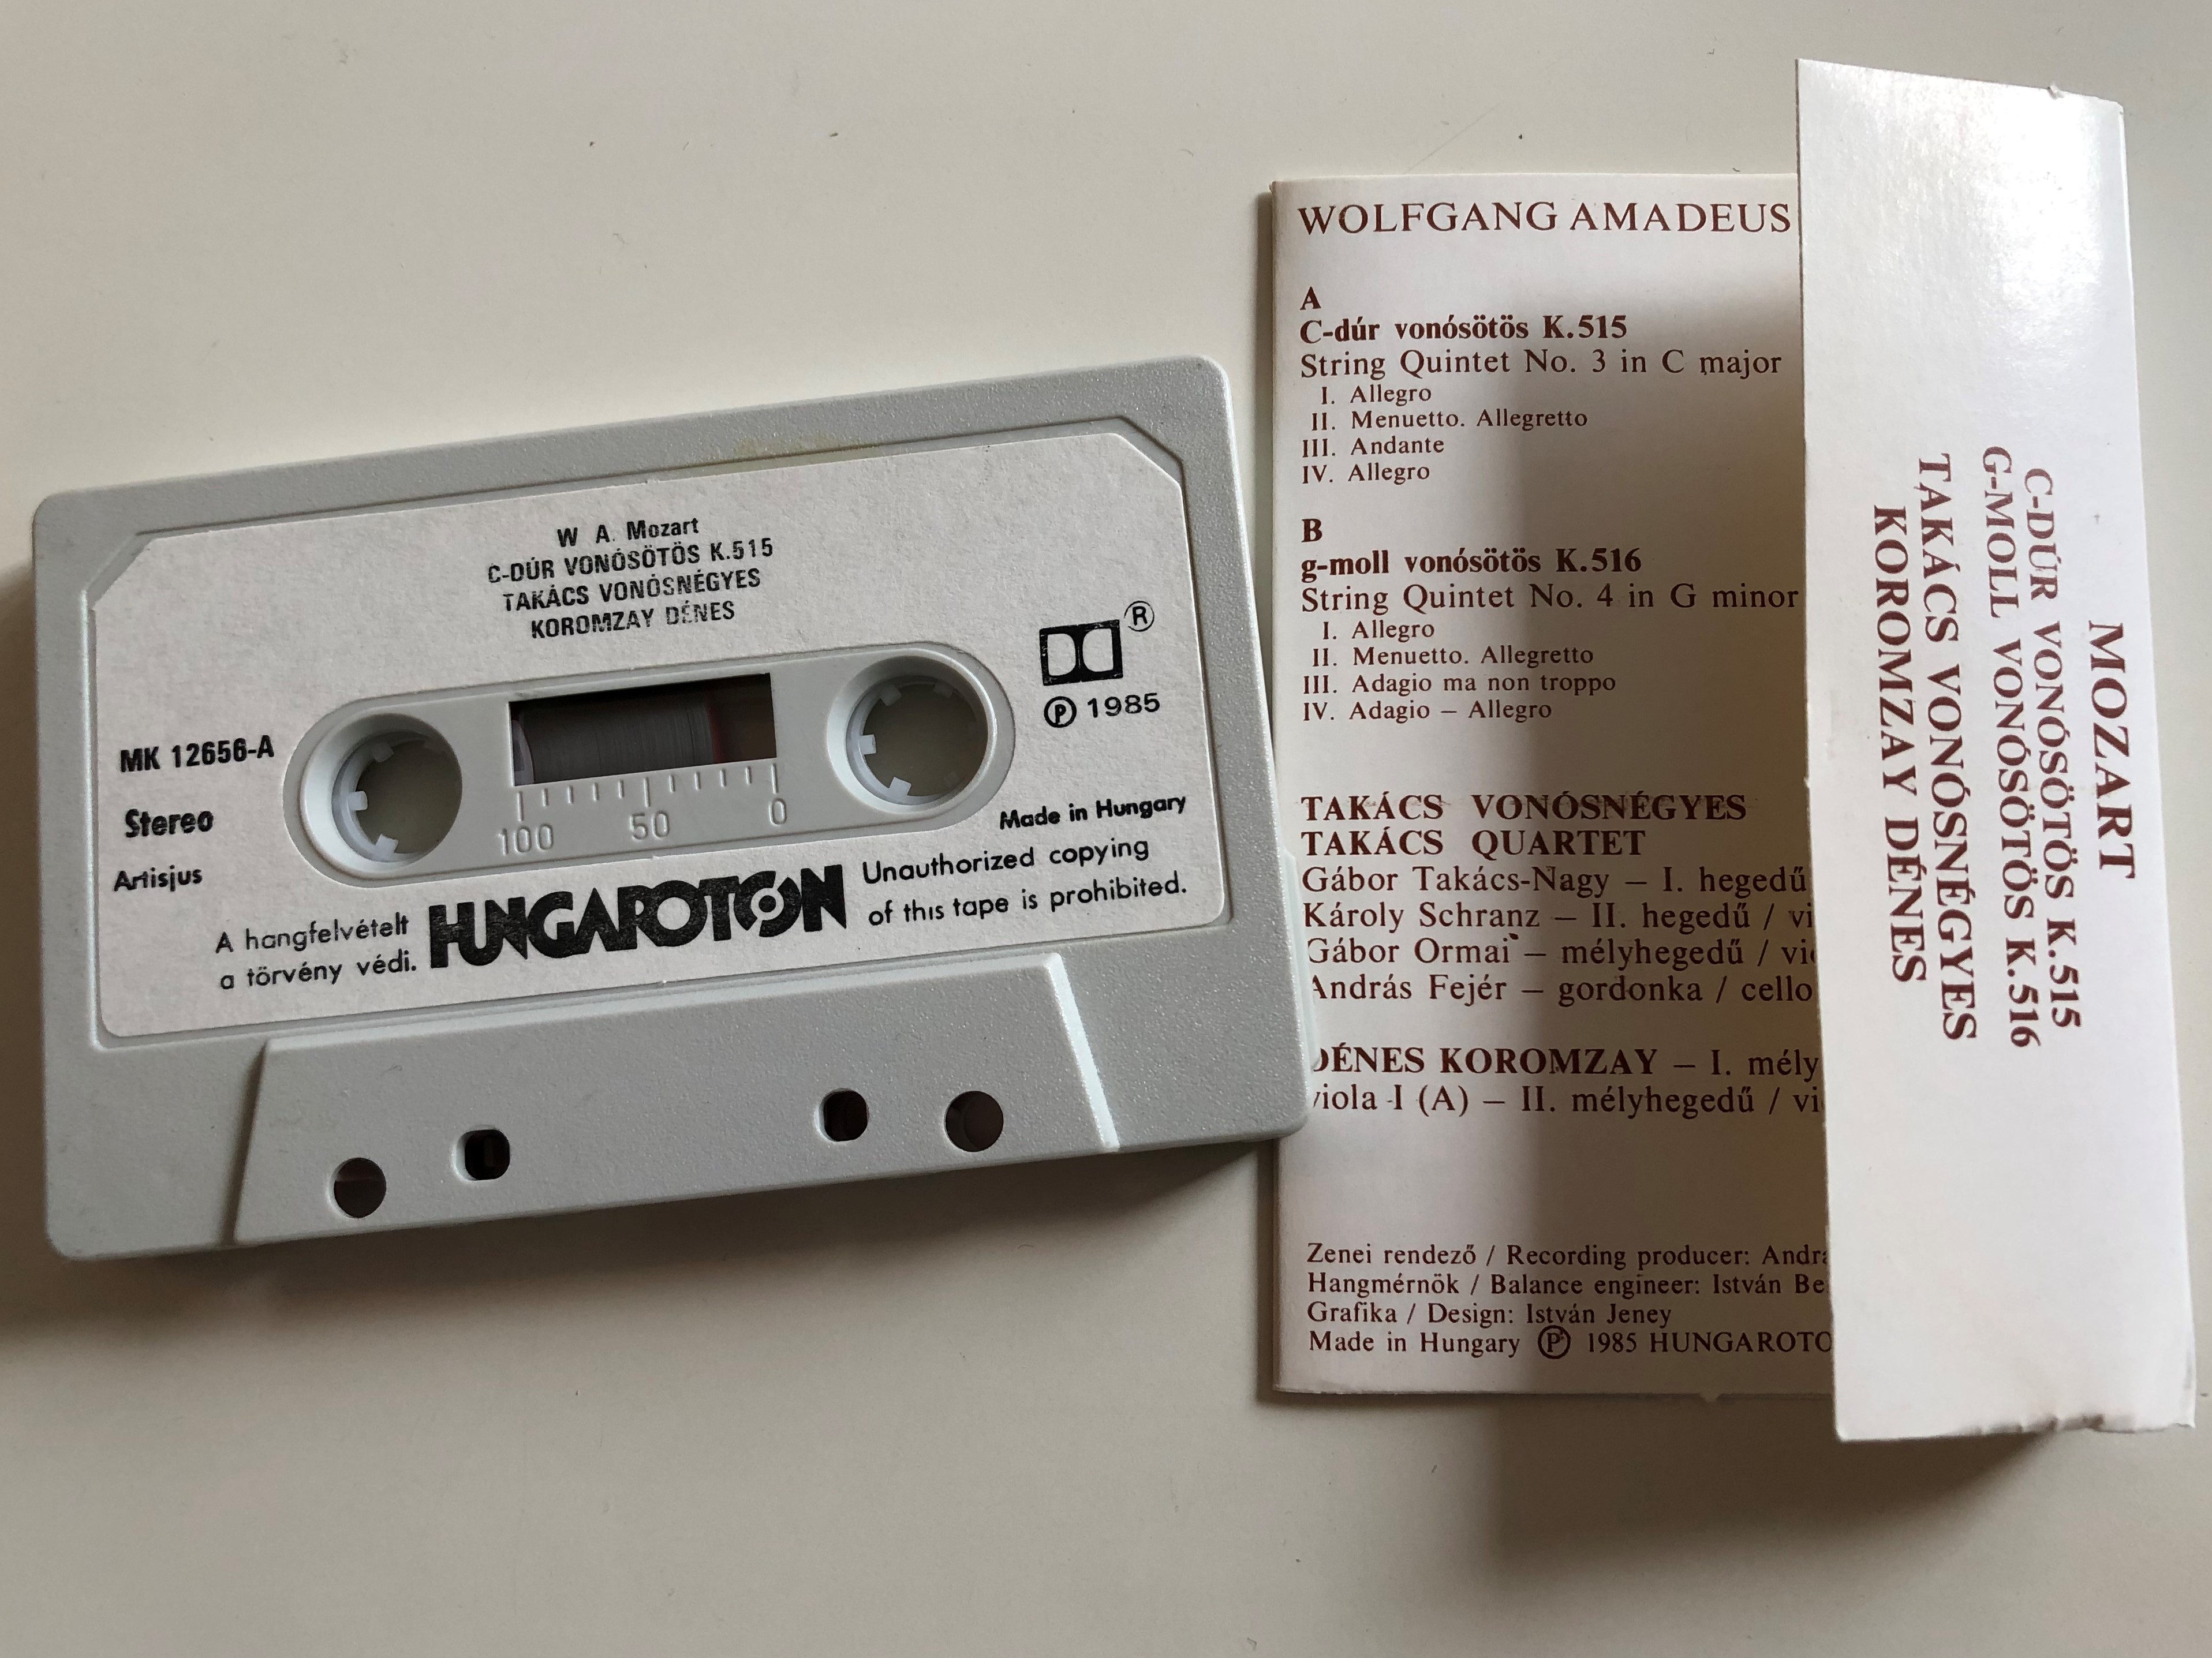 W A. Mozart
C-DÚR VONÓSÖTÖS K.515
TAKÁCS VONÓSNÉGYES
KOROMZAY DÉNES
R
P 1985
MK 12656-A
Stereo
Artisjus
100 50 0
Made in Hungary
A hangfelvételt
a törvény védi.
HUNGAROTON
Unauthorized copying
of this tape is prohibited.
WOLFGANG AMADEUS
A
C-dúr vonósötös K.515
String Quintet No. 3 in C major
I. Allegro
II. Menuetto. Allegretto
III. Andante
IV. Allegro
B
g-moll vonósötös K.516
String Quintet No. 4 in G minor
I. Allegro
II. Menuetto. Allegretto
III. Adagio ma non troppo
IV. Adagio – Allegro
TAKÁCS VONÓSNÉGYES
TAKÁCS QUARTET
Gábor Takács-Nagy – I. hegedű
Károly Schranz – II. hegedű /
Gábor Ormai – mélyhegedű /
András Fejér – gordonka / cello
DÉNES KOROMZAY – I.
viola I (A) – II. mélyhegedű /
Zenei rendező / Recording producer:
Hangmérnök / Balance engineer: István
Grafika / Design: István Jeney
Made in Hungary P 1985
MOZART
C-DÚR VONÓSÖTÖS K.515
G-MOLL VONÓSÖTÖS K.516
TAKÁCS VONÓSNÉGYES
KOROMZAY DÉNES